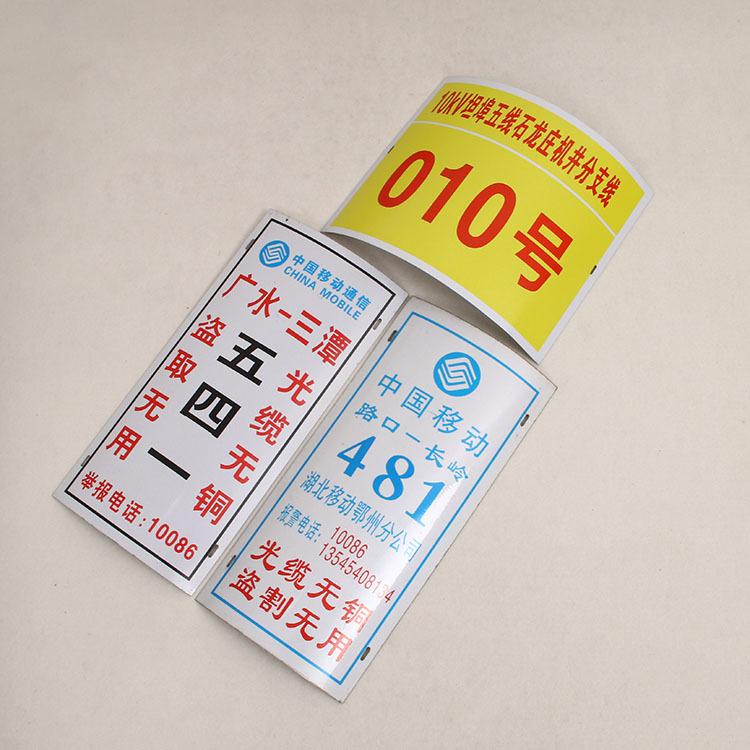 10kV坦埠五线石龙庄机井分支线
010号
中国移动通信
CHINA MOBILE
广水-三潭
光缆无铜
五四一
盗取无用
举报电话:10086
中国移动
路口一长岭
481
湖北移动鄂州分公司
报警电话:
10086
13545408134
光缆无铜
盗割无用